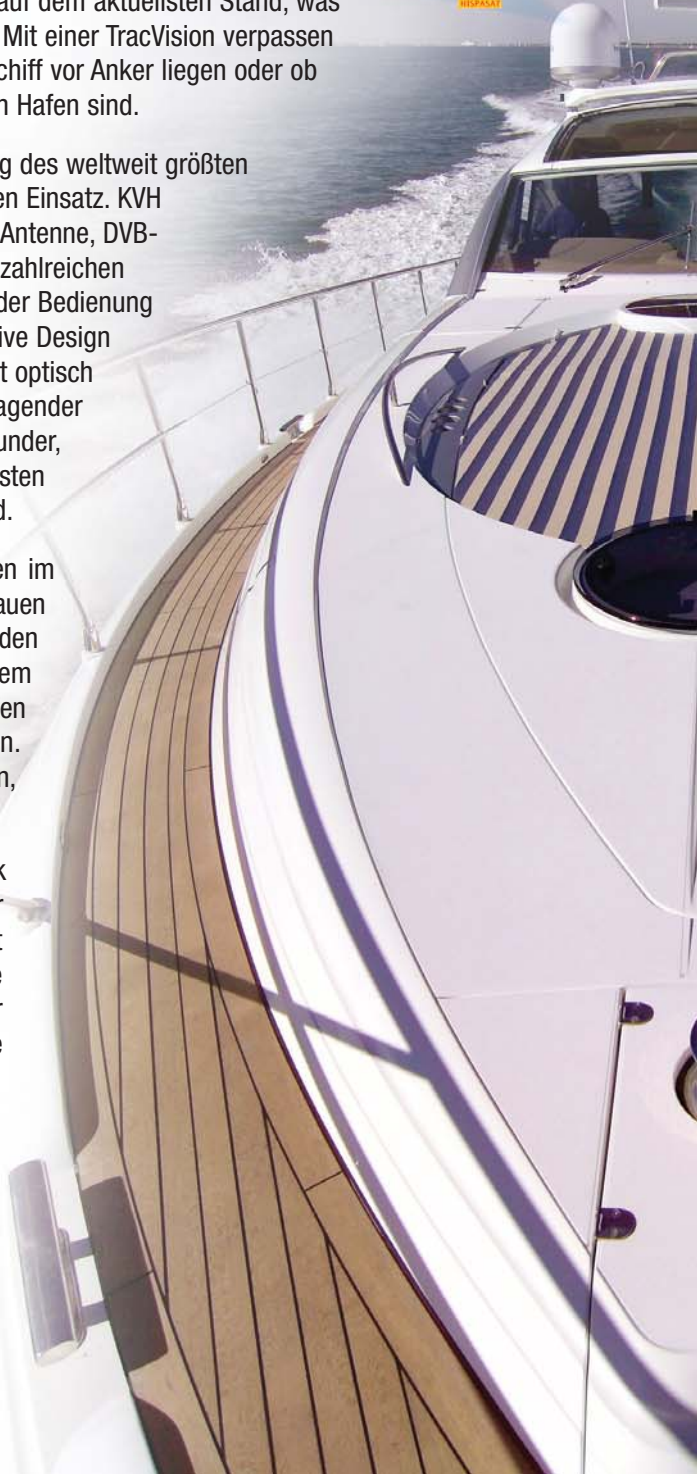 HISPASAT
auf dem aktuellsten Stand, was
Mit einer TracVision verpassen
chiff vor Anker liegen oder ob
n Hafen sind.
g des weltweit größten
en Einsatz. KVH
Antenne, DVB-
zahlreichen
der Bedienung
ive Design
t optisch
agender
under,
sten
d.
en im
auen
den
em
en
n.
n,
k
r
t
e
-
e